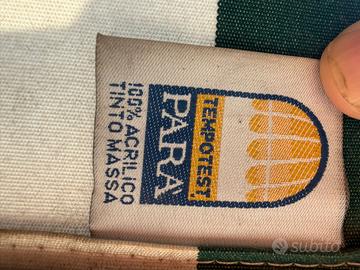 TEMPOTEST
PARA
100% ACRILICO
TINTO MASSA
subito